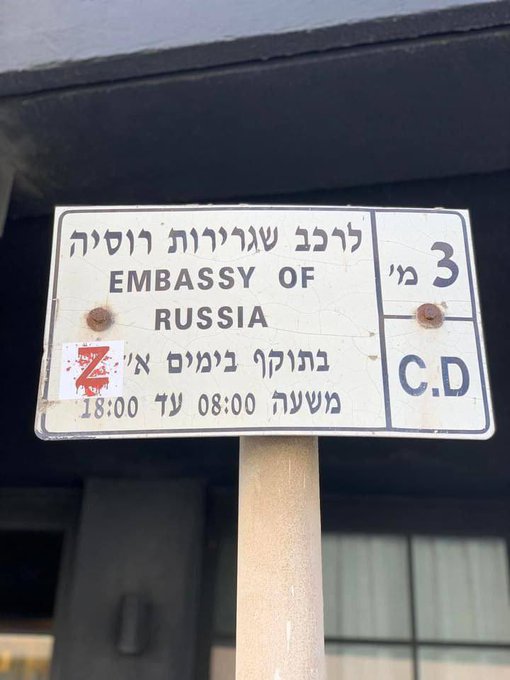 לרכב שגרירות רוסיה
EMBASSY OF
RUSSIA
בתוקף בימים א'
משעה 08:00 עד 18:00
3 מ'
C.D
Z